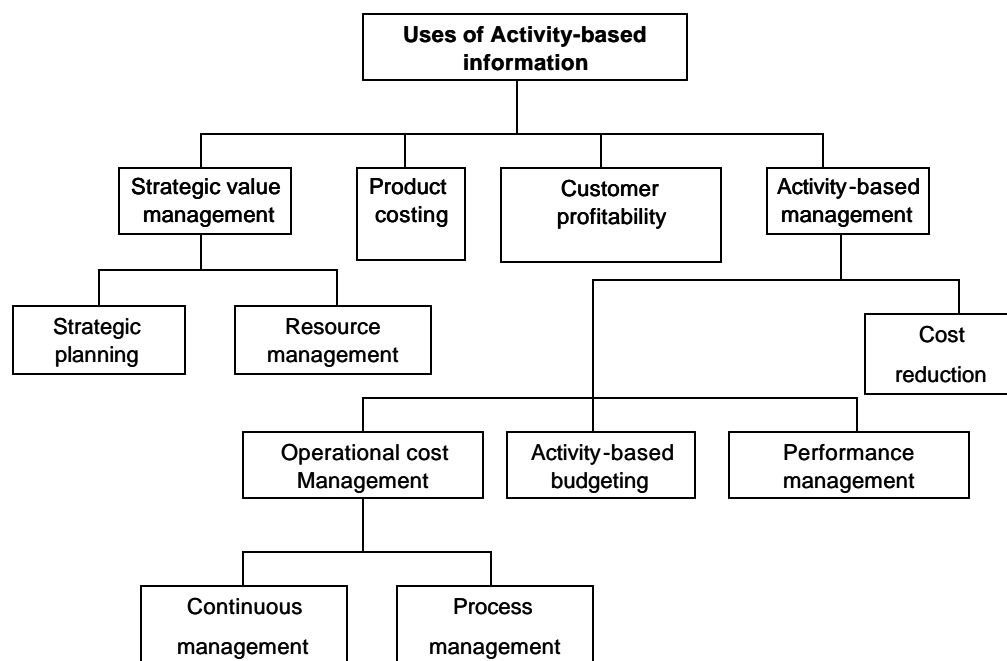 Uses of Activity-based
information
Strategic value
management
Product
costing
Customer
profitability
Activity-based
management
Strategic
planning
Resource
management
Cost
reduction
Operational cost
Management
Activity-based
budgeting
Performance
management
Continuous
management
Process
management